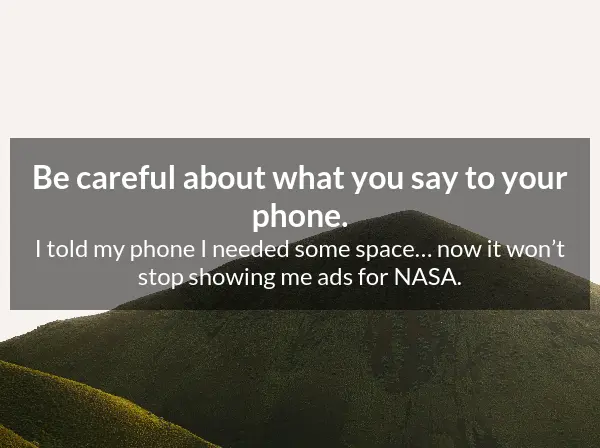 Be careful about what you say to your
phone.
I told my phone I needed some space... now it won’t
stop showing me ads for NASA.